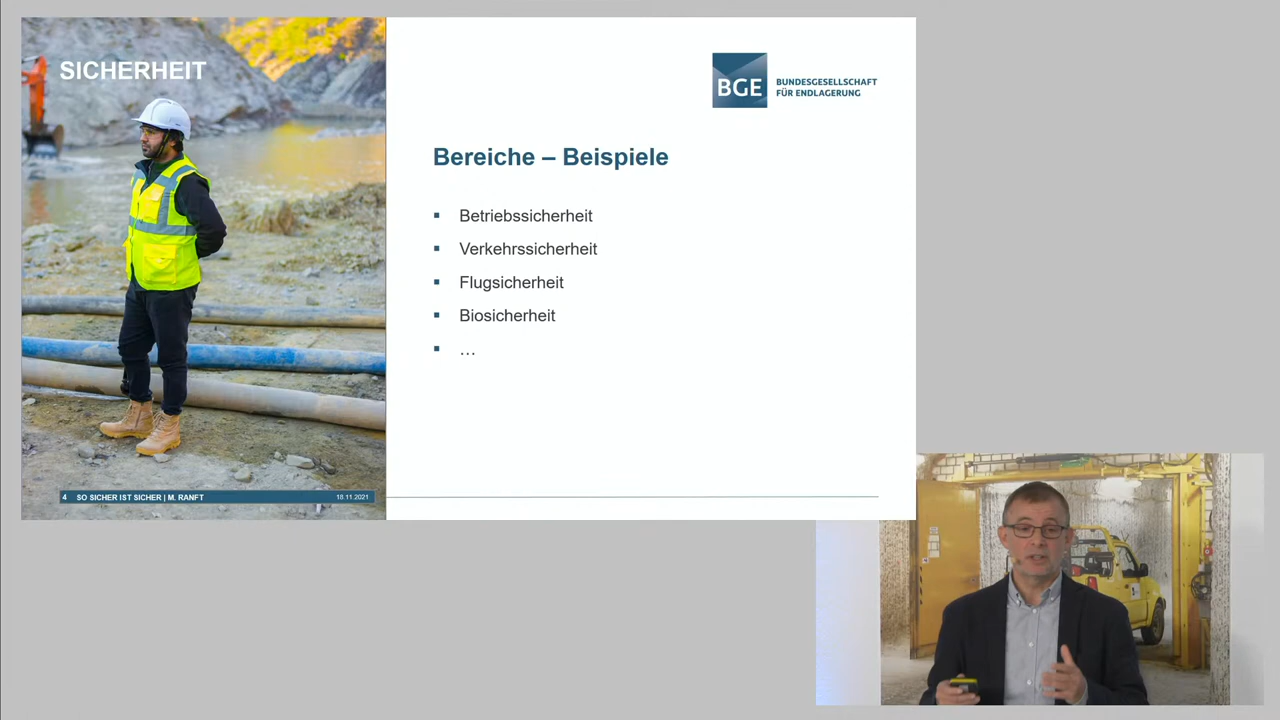 SICHERHEIT
BGE
BUNDESGESELLSCHAFT
FÜR ENDLAGERUNG
Bereiche – Beispiele
▪ Betriebssicherheit
▪ Verkehrssicherheit
▪ Flugsicherheit
▪ Biosicherheit
▪ …
4 SO SICHER IST SICHER | M. RANFT 18.11.2021